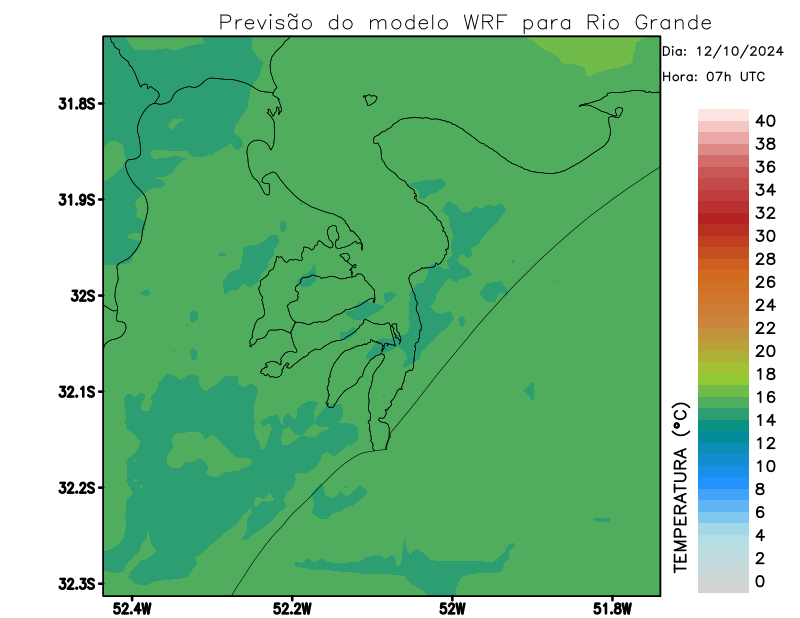 Previsão do modelo WRF para Rio Grande
Dia: 12/10/2024
Hora: 07h UTC
31.8S
31.9S
32S
32.1S
32.2S
32.3S
52.4W
52.2W
52W
51.8W
TEMPERATURA (°C)
40
38
36
34
32
30
28
26
24
22
20
18
16
14
12
10
8
6
4
2
0